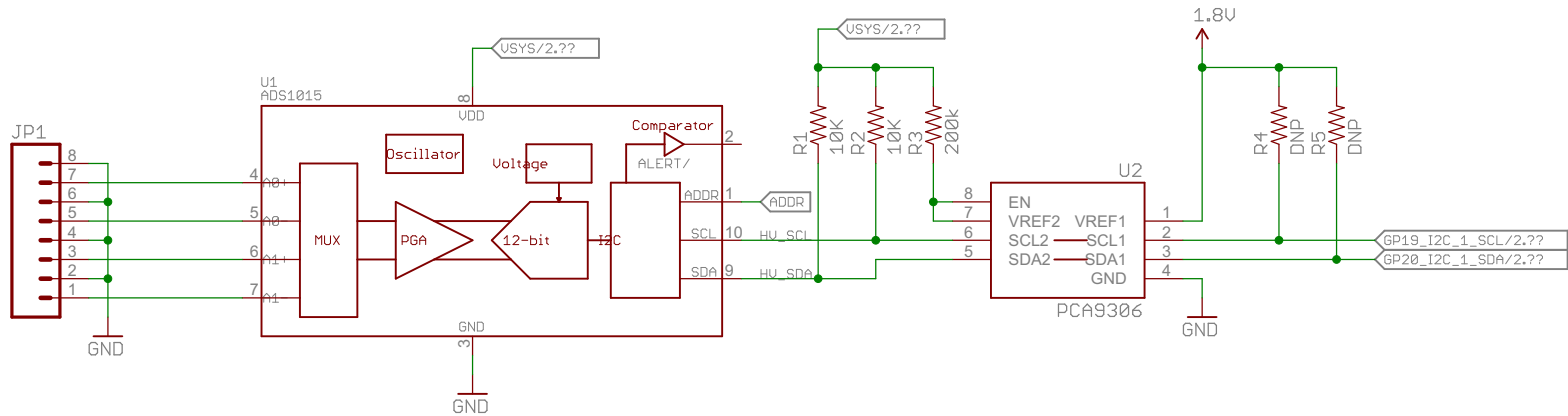 1.8V
VSYS/2.??
VSYS/2.??
U1
ADS1015
8
VDD
JP1
Comparator
2
ALERT/
Oscillator
Voltage
R1
10K
R2
10K
R3
200k
R4
DNP
R5
DNP
8
7
6
5
4
3
2
1
4
A0+
5
A0-
6
A1+
7
A1-
MUX
PGA
12-bit
I2C
ADDR
1
ADDR
SCL
10
HV_SCL
SDA
9
HV_SDA
U2
8
EN
7
VREF2
VREF1
1
6
SCL2
SCL1
2
GP19_I2C_1_SCL/2.??
5
SDA2
SDA1
3
GP20_I2C_1_SDA/2.??
GND
4
PCA9306
GND
GND
GND
3
GND